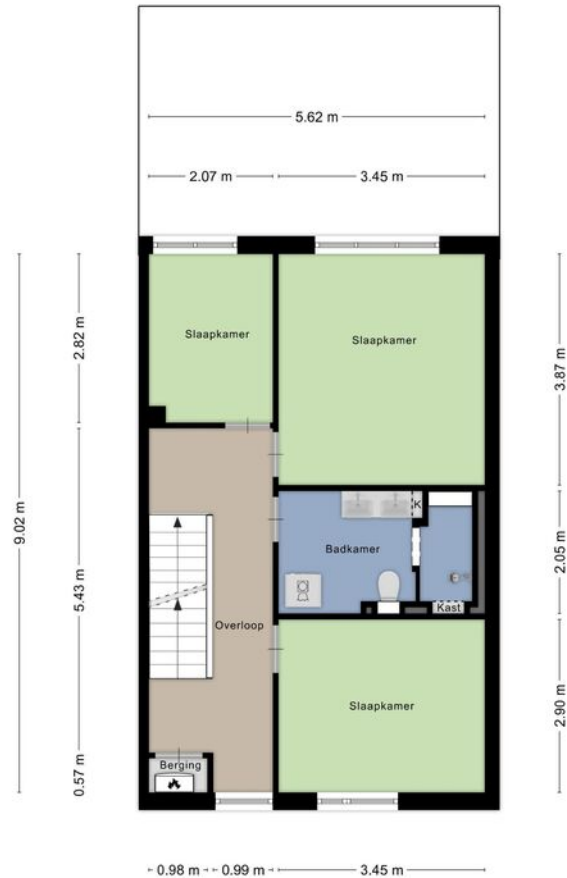 5.62 m
2.07 m
3.45 m
Slaapkamer
Slaapkamer
2.82 m
3.87 m
9.02 m
K
Badkamer
2.05 m
5.43 m
Kast
Overloop
Slaapkamer
2.90 m
Berging
0.57 m
0.98 m
0.99 m
3.45 m